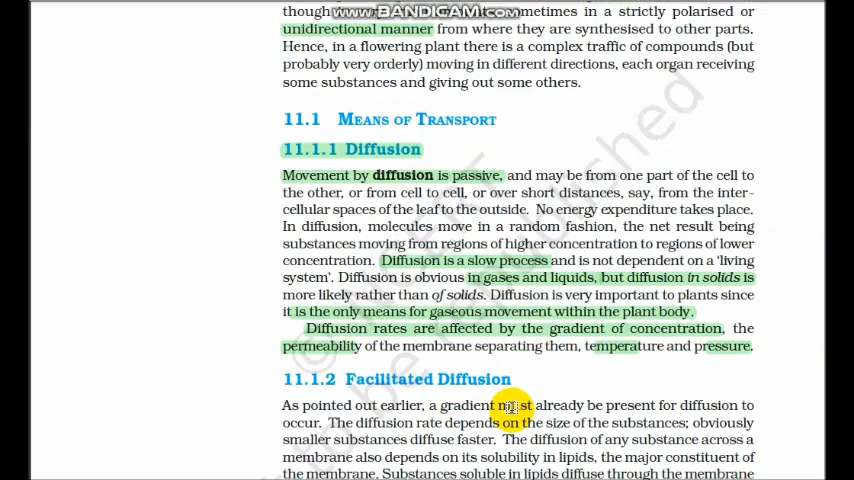 though
www.BANDICAM.com
sometimes in a strictly polarised or
unidirectional manner from where they are synthesised to other parts.
Hence, in a flowering plant there is a complex traffic of compounds (but
probably very orderly) moving in different directions, each organ receiving
some substances and giving out some others.
11.1 MEANS OF TRANSPORT
11.1.1 Diffusion
Movement by diffusion is passive, and may be from one part of the cell to
the other, or from cell to cell, or over short distances, say, from the inter-
cellular spaces of the leaf to the outside. No energy expenditure takes place.
In diffusion, molecules move in a random fashion, the net result being
substances moving from regions of higher concentration to regions of lower
concentration. Diffusion is a slow process and is not dependent on a ‘living
system’. Diffusion is obvious in gases and liquids, but diffusion in solids is
more likely rather than of solids. Diffusion is very important to plants since
it is the only means for gaseous movement within the plant body.
Diffusion rates are affected by the gradient of concentration, the
permeability of the membrane separating them, temperature and pressure.
11.1.2 Facilitated Diffusion
As pointed out earlier, a gradient must already be present for diffusion to
occur. The diffusion rate depends on the size of the substances; obviously
smaller substances diffuse faster. The diffusion of any substance across a
membrane also depends on its solubility in lipids, the major constituent of
the membrane. Substances soluble in lipids diffuse through the membrane
© NCERT
not to be republished